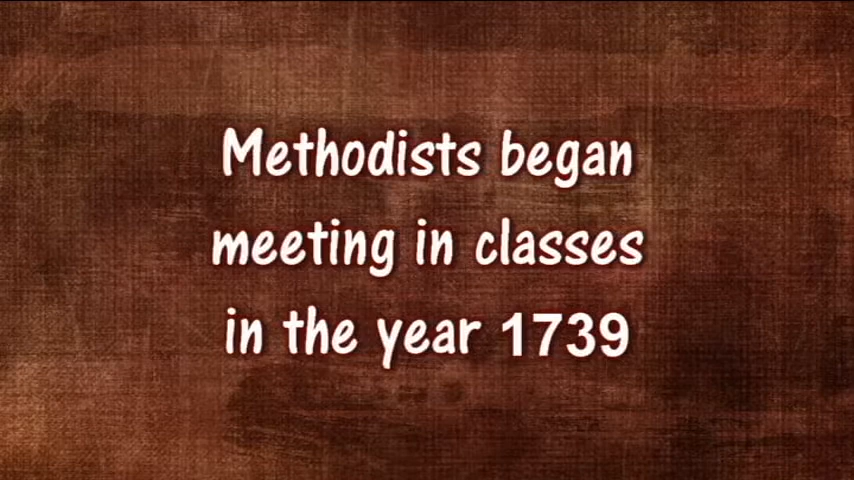 Methodists began
meeting in classes
in the year 1739